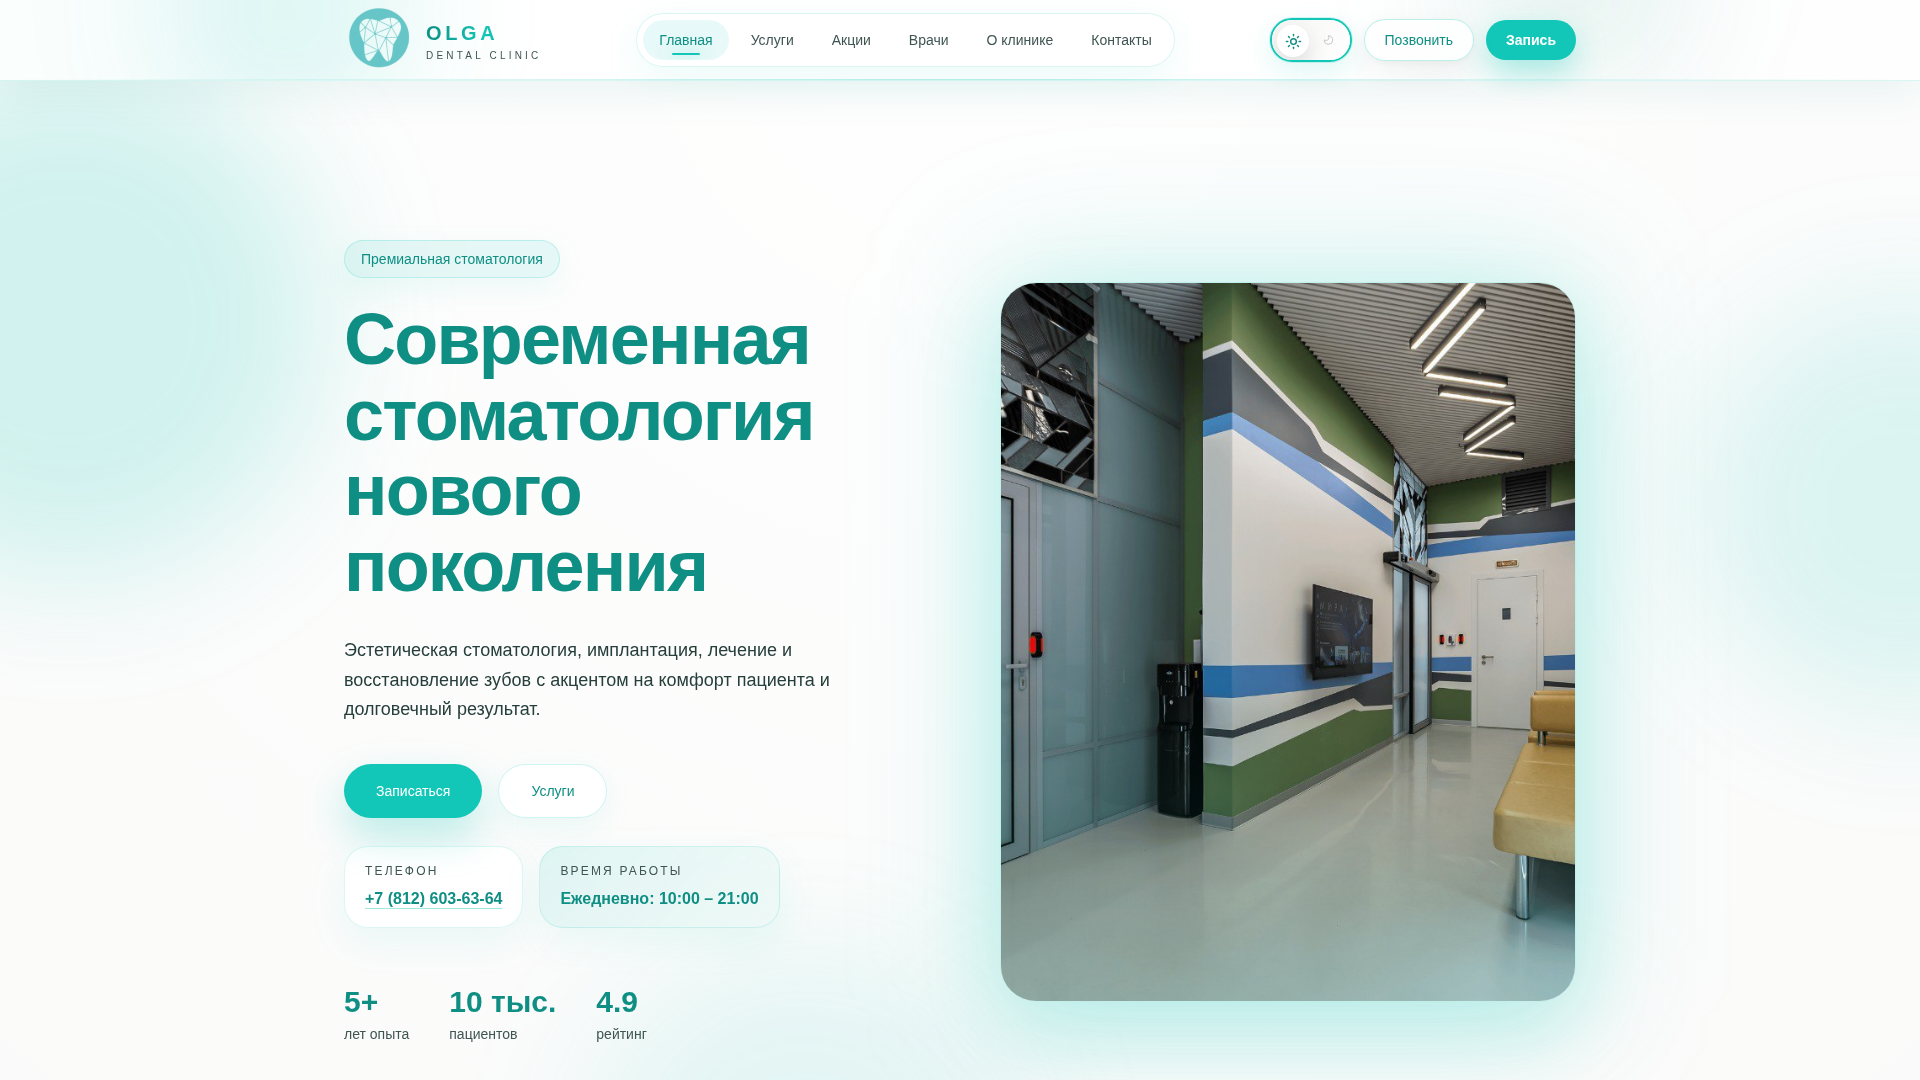 OLGA
DENTAL CLINIC
Главная
Услуги
Акции
Врачи
О клинике
Контакты
Позвонить
Запись
Премиальная стоматология
Современная
стоматология
нового
поколения
Эстетическая стоматология, имплантация, лечение и
восстановление зубов с акцентом на комфорт пациента и
долговечный результат.
Записаться
Услуги
ТЕЛЕФОН
+7 (812) 603-63-64
ВРЕМЯ РАБОТЫ
Ежедневно: 10:00 – 21:00
5+
лет опыта
10 тыс.
пациентов
4.9
рейтинг